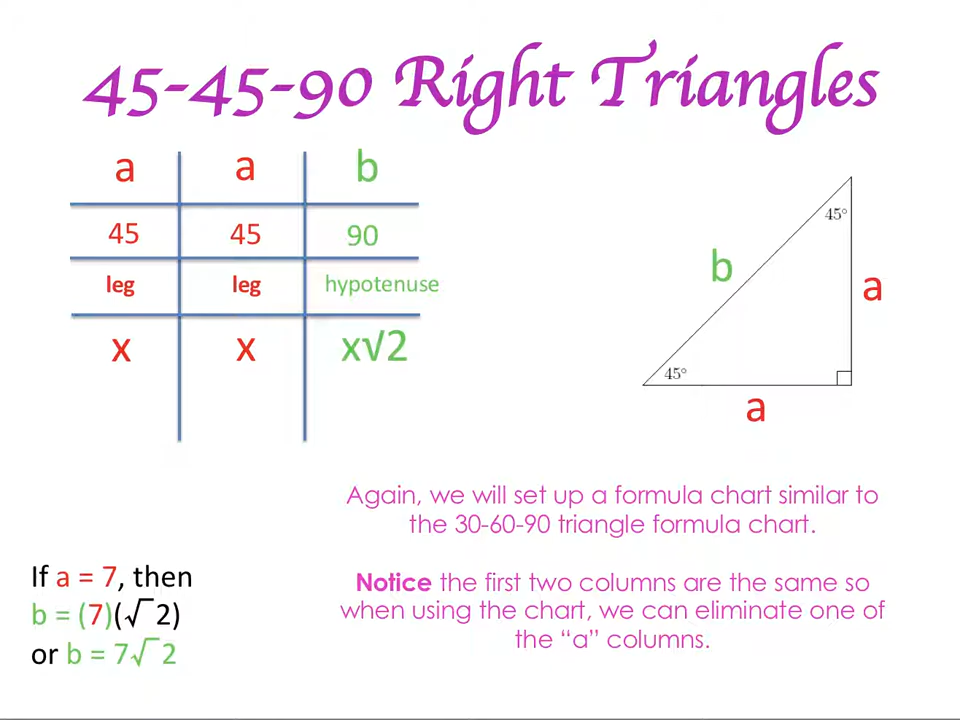 45-45-90 Right Triangles
a a b
45 45 90
leg leg hypotenuse
x x x√2
45°
b
a
45°
a
Again, we will set up a formula chart similar to
the 30-60-90 triangle formula chart.
Notice the first two columns are the same so
when using the chart, we can eliminate one of
the “a” columns.
If a = 7, then
b = (7)(√2)
or b = 7√2